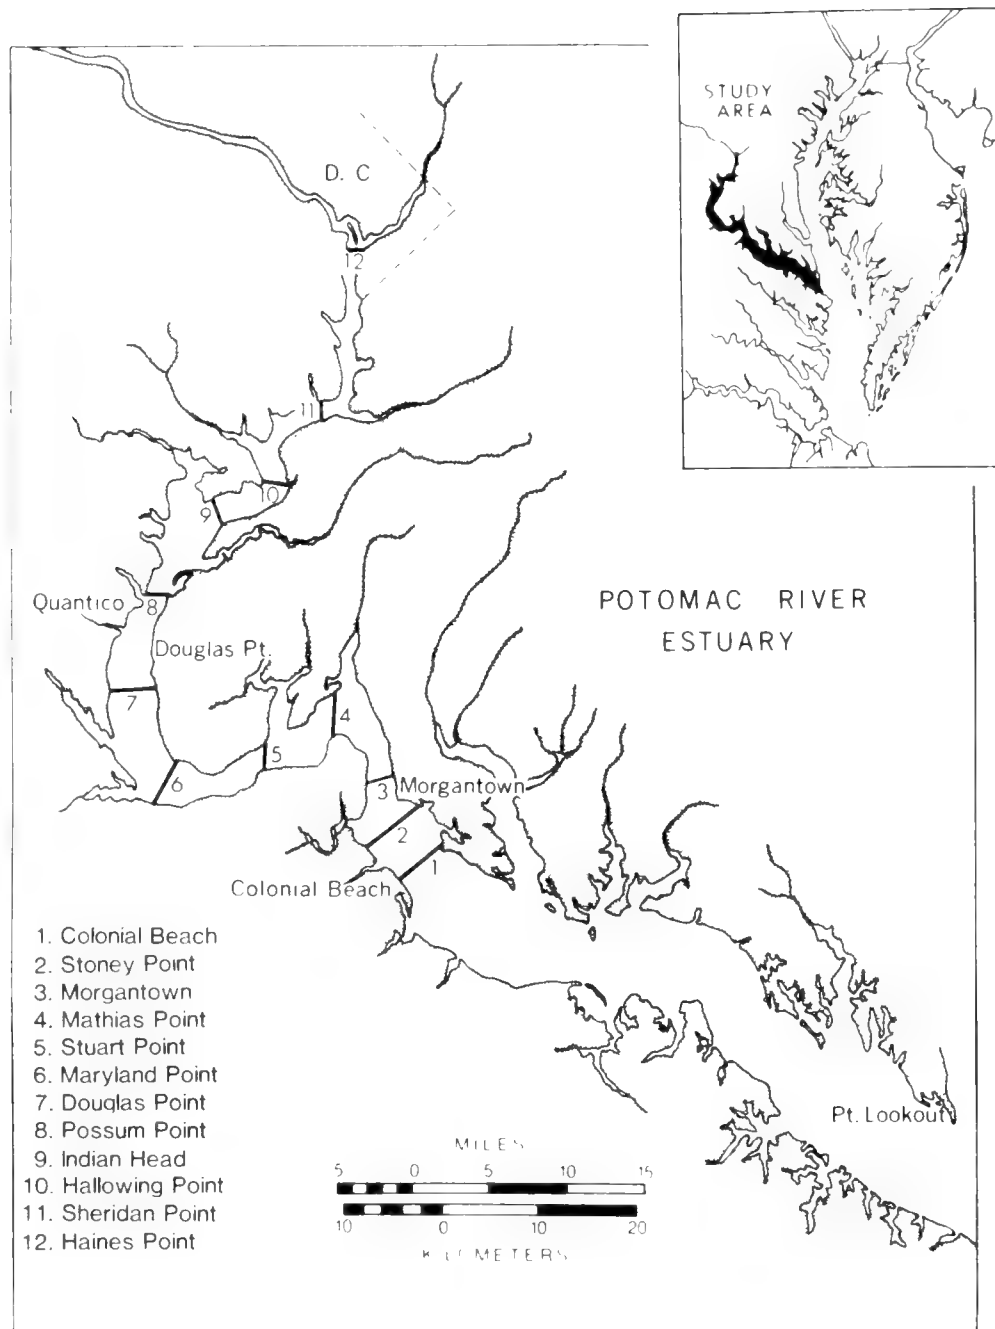 STUDY
AREA
D. C
12
11
10
9
Quantico
8
Douglas Pt.
POTOMAC RIVER
ESTUARY
7
6
5
4
3
Morgantown
2
1
Colonial Beach
1. Colonial Beach
2. Stoney Point
3. Morgantown
4. Mathias Point
5. Stuart Point
6. Maryland Point
7. Douglas Point
8. Possum Point
9. Indian Head
10. Hallowing Point
11. Sheridan Point
12. Haines Point
Pt. Lookout
MILES
5 0 5 10 15
10 0 10 20
KILOMETERS